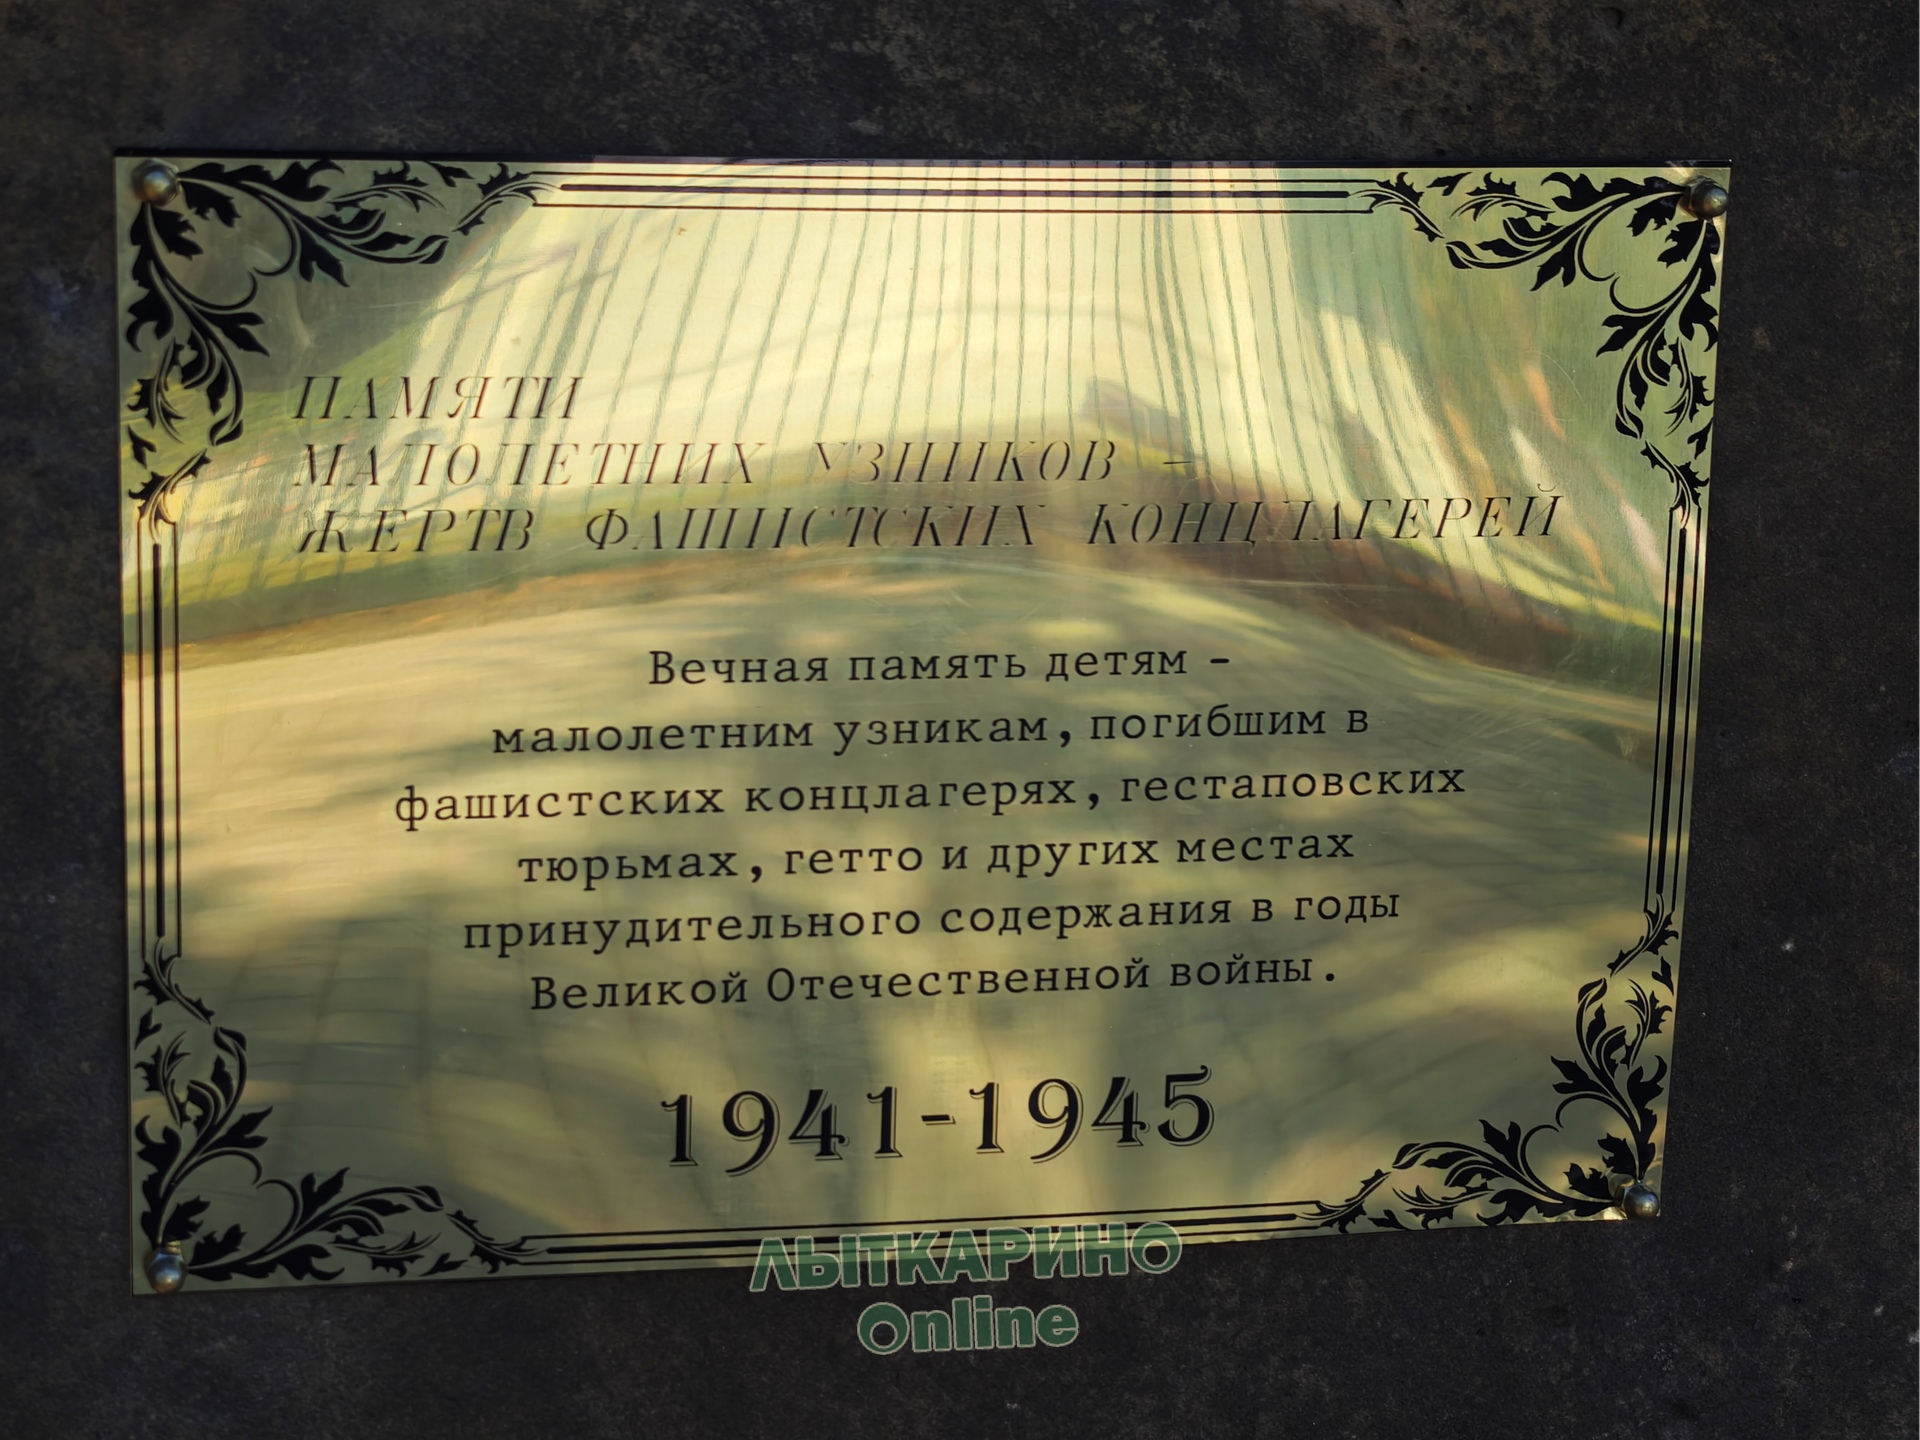 ПАМЯТИ
МАЛОЛЕТНИХ УЗНИКОВ –
ЖЕРТВ ФАШИСТСКИХ КОНЦЛАГЕРЕЙ
Вечная память детям -
малолетним узникам, погибшим в
фашистских концлагерях, гестаповских
тюрьмах, гетто и других местах
принудительного содержания в годы
Великой Отечественной войны.
1941-1945
ЛЫТКАРИНО
Online